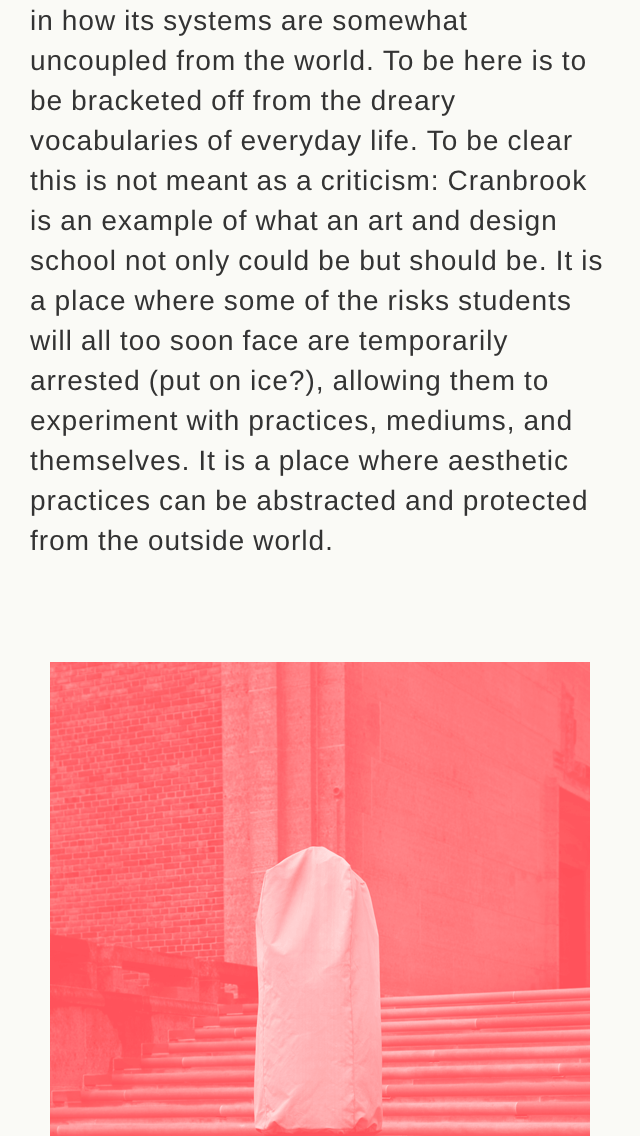 in how its systems are somewhat
uncoupled from the world. To be here is to
be bracketed off from the dreary
vocabularies of everyday life. To be clear
this is not meant as a criticism: Cranbrook
is an example of what an art and design
school not only could be but should be. It is
a place where some of the risks students
will all too soon face are temporarily
arrested (put on ice?), allowing them to
experiment with practices, mediums, and
themselves. It is a place where aesthetic
practices can be abstracted and protected
from the outside world.